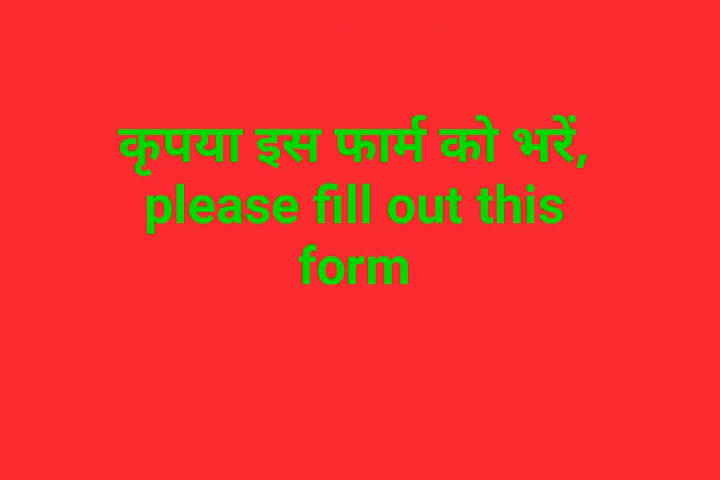 कृपया इस फार्म को भरें,
please fill out this
form